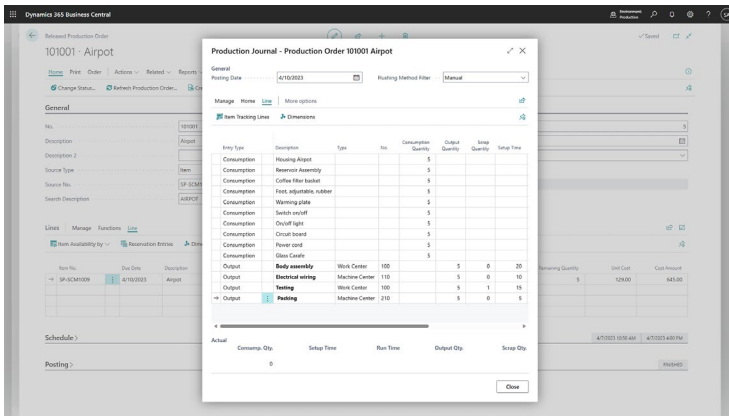 Dynamics 365 Business Central
Environment:
Production
Released Production Order
Saved
101001 · Airpot
Home Print Order Actions Related Reports
Change Status... Refresh Production Order...
General
No. 101001 5
Description Airpot
Description 2
Source Type Item
Source No. SP-SCM1
Search Description AIRPOT
Lines Manage Functions Line
Item Availability by Reservation Entries
Item No. Due Date Description Remaining Quantity Unit Cost Cost Amount
SP-SCM1009 4/10/2023 Airpot 5 129.00 645.00
Schedule 4/7/2023 10:50 AM 4/7/2023 4:00 PM
Posting FINISHED
Production Journal - Production Order 101001 Airpot
General
Posting Date 4/10/2023 Flushing Method Filter Manual
Manage Home Line More options
Item Tracking Lines Dimensions
Entry Type Description Type No. Consumption Quantity Output Quantity Scrap Quantity Setup Time
Consumption Housing Airpot 5
Consumption Reservoir Assembly 5
Consumption Coffee filter basket 5
Consumption Foot, adjustable, rubber 5
Consumption Warming plate 5
Consumption Switch on/off 5
Consumption On/off light 5
Consumption Circuit board 5
Consumption Power cord 5
Consumption Glass Carafe 5
Output Body assembly Work Center 100 5 0 20
Output Electrical wiring Machine Center 110 5 0 10
Output Testing Work Center 100 5 1 15
Output Packing Machine Center 210 5 0 5
Actual
Consump. Qty. Setup Time Run Time Output Qty. Scrap Qty.
0
Close